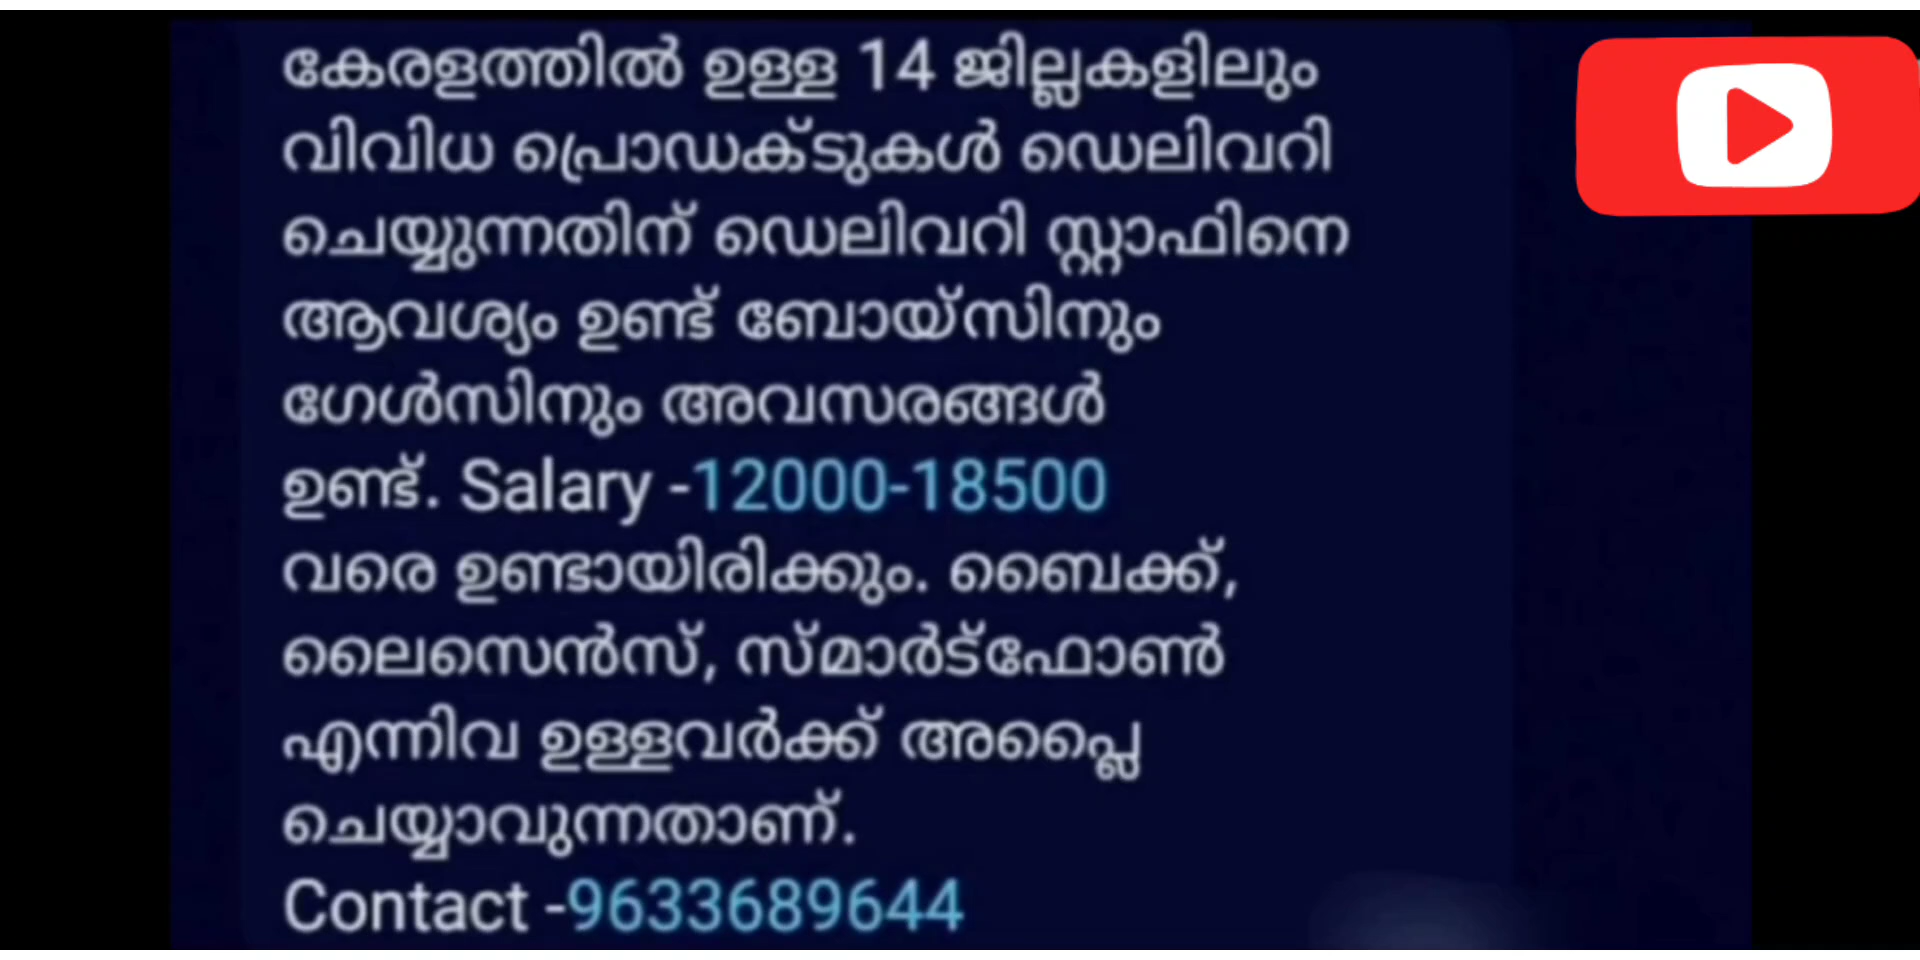 കേരളത്തിൽ ഉള്ള 14 ജില്ലകളിലും
വിവിധ പ്രൊഡക്ടുകൾ ഡെലിവറി
ചെയ്യുന്നതിന് ഡെലിവറി സ്റ്റാഫിനെ
ആവശ്യം ഉണ്ട് ബോയ്സിനും
ഗേൾസിനും അവസരങ്ങൾ
ഉണ്ട്. Salary -12000-18500
വരെ ഉണ്ടായിരിക്കും. ബൈക്ക്,
ലൈസെൻസ്, സ്മാർട്ഫോൺ
എന്നിവ ഉള്ളവർക്ക് അപ്ലൈ
ചെയ്യാവുന്നതാണ്.
Contact -9633689644